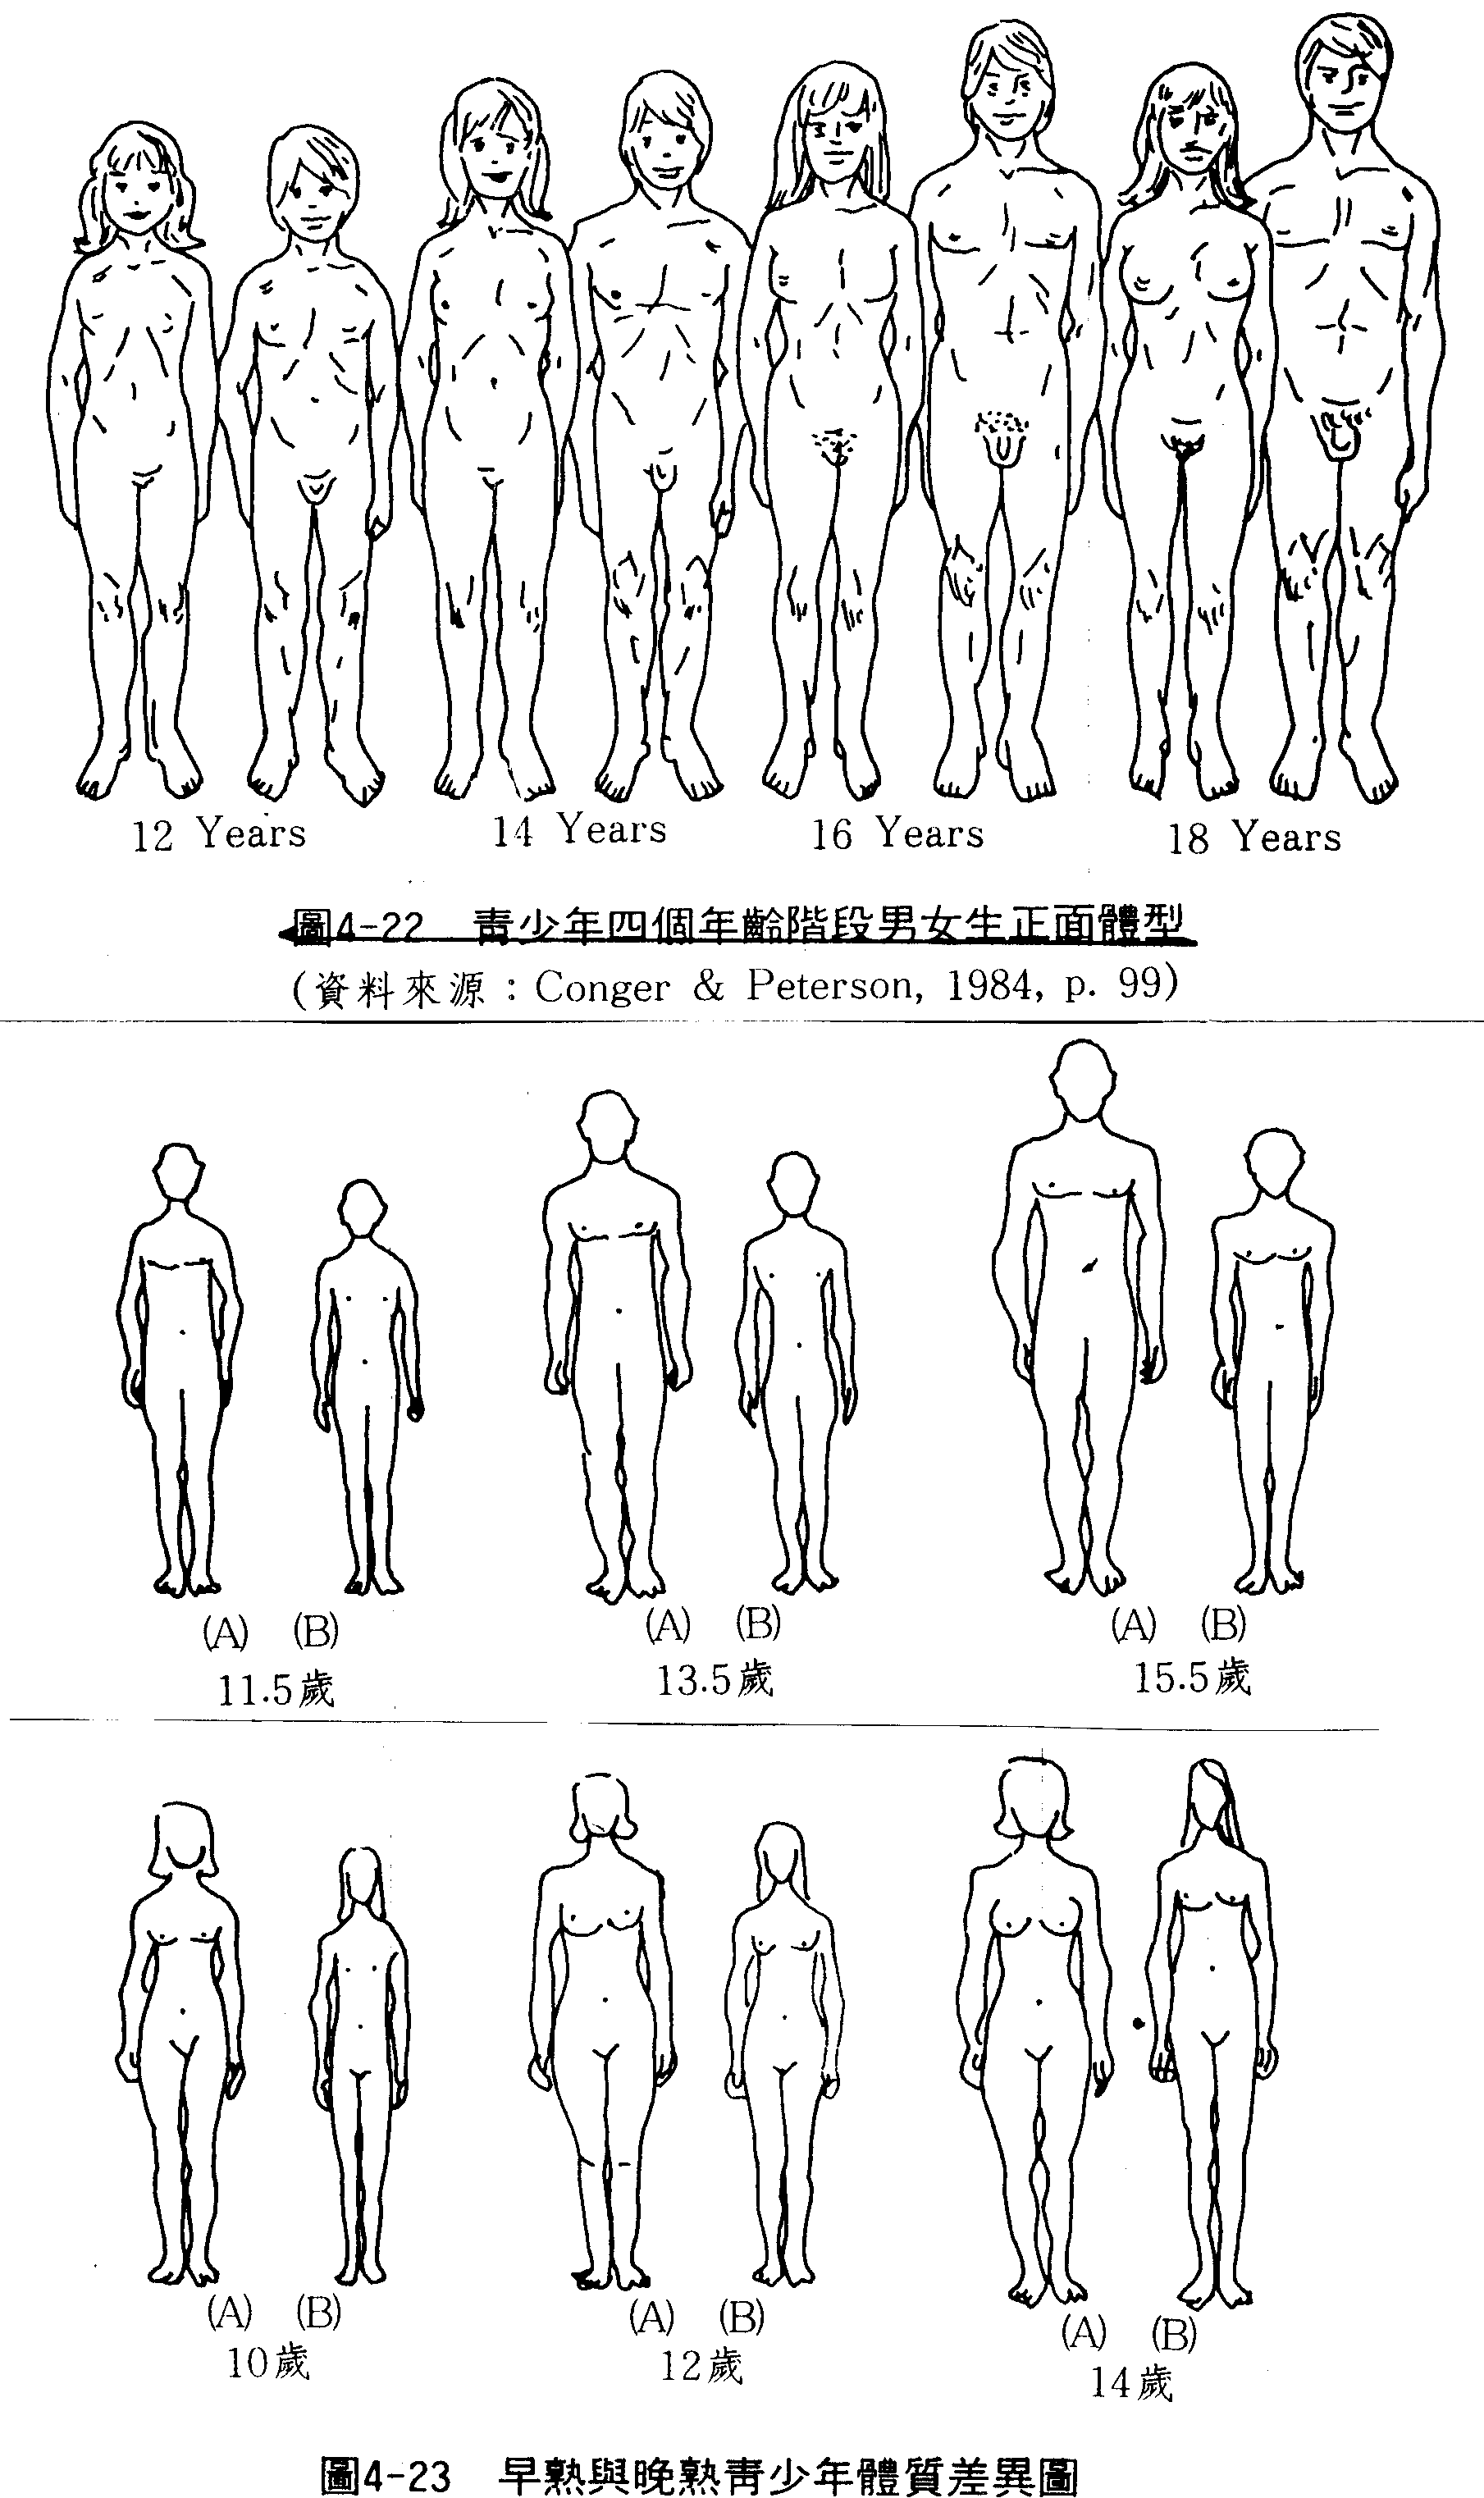 12 Years 14 Years 16 Years 18 Years
圖4-22 青少年四個年齡階段男女生正面體型
(資料來源：Conger & Peterson, 1984, p. 99)
(A) (B) (A) (B) (A) (B)
11.5歲 13.5歲 15.5歲
(A) (B) (A) (B) (A) (B)
10歲 12歲 14歲
圖4-23 早熟與晚熟青少年體質差異圖